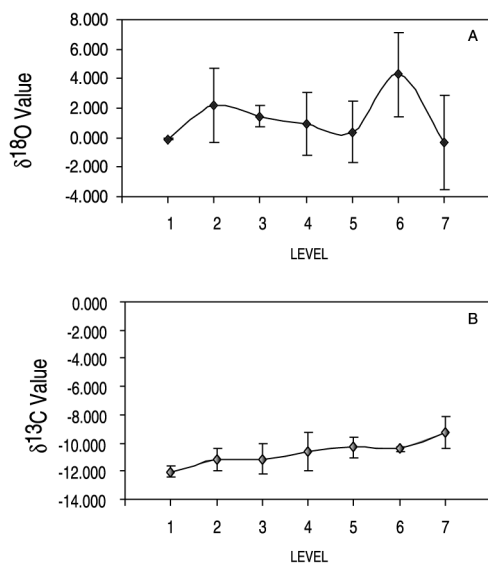 A
8.000
6.000
4.000
2.000
0.000
-2.000
-4.000
δ18O Value
1 2 3 4 5 6 7
LEVEL
B
0.000
-2.000
-4.000
-6.000
-8.000
-10.000
-12.000
-14.000
δ13C Value
1 2 3 4 5 6 7
LEVEL